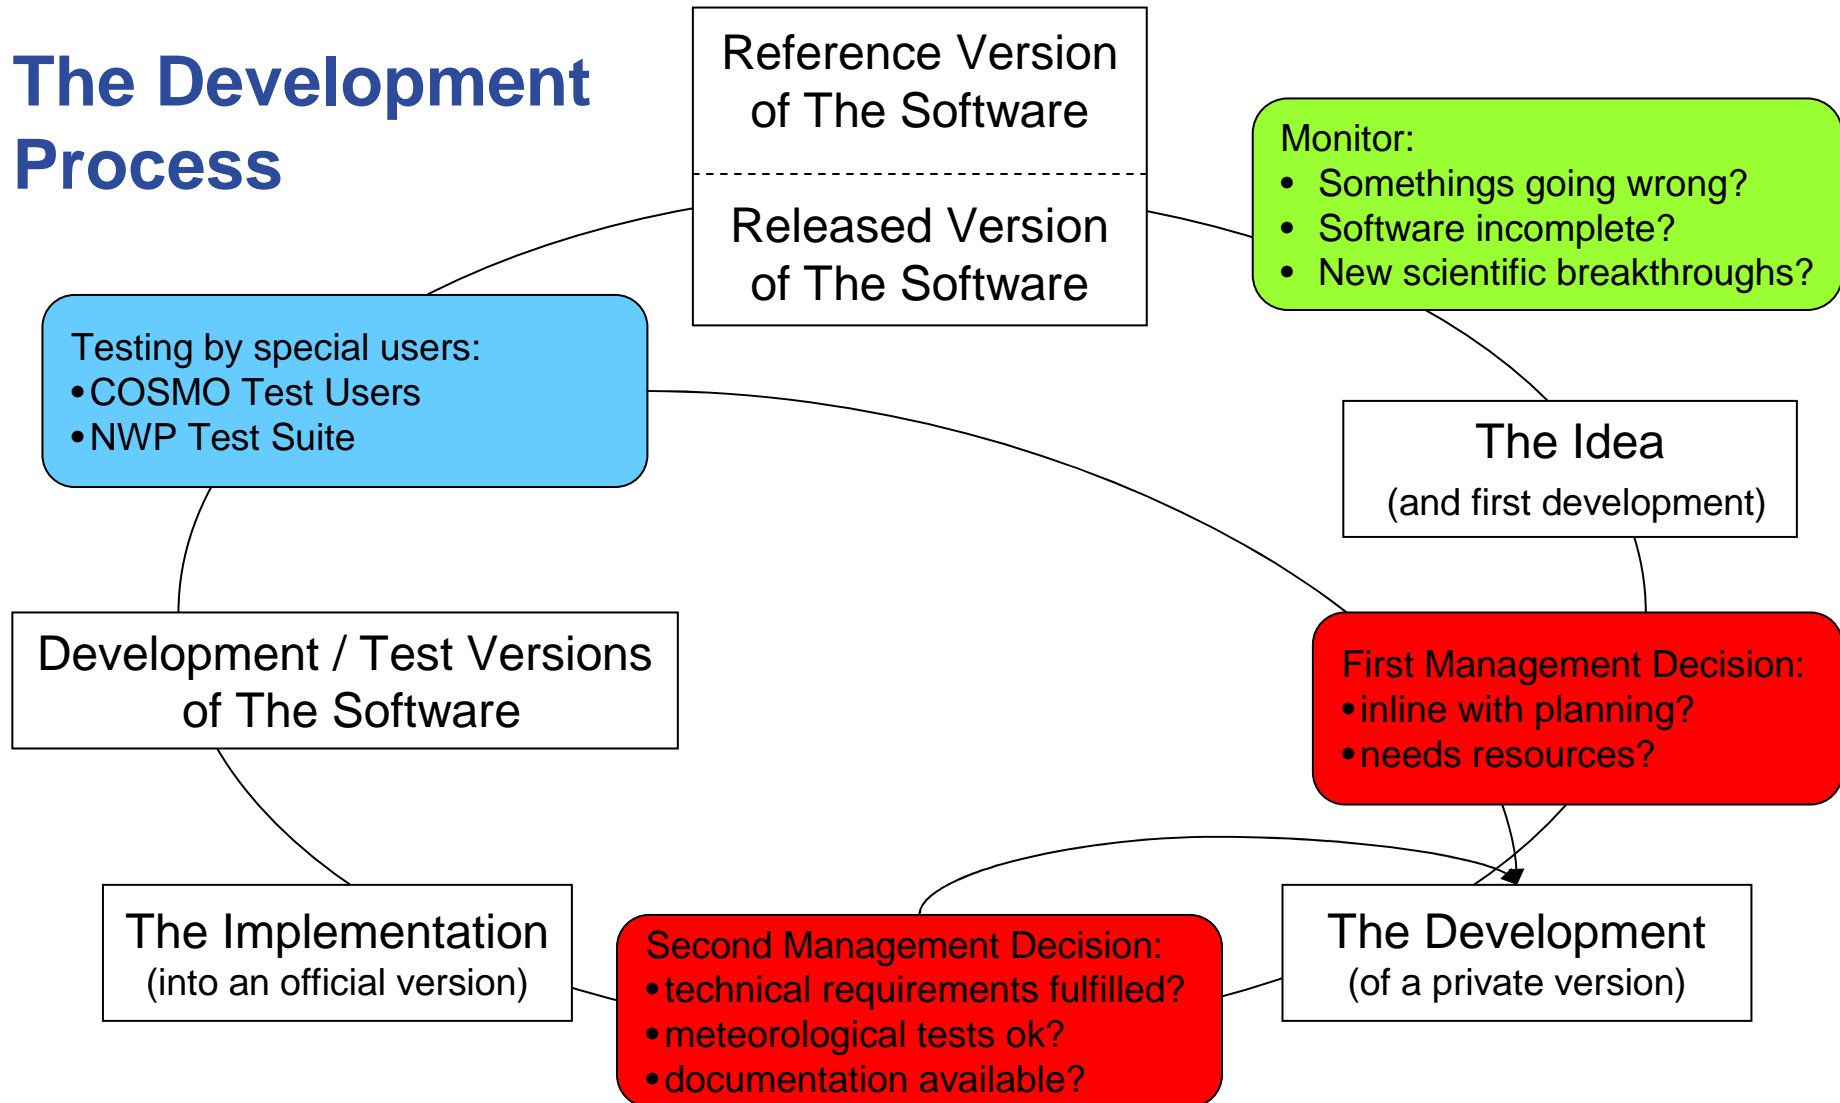 The Development
Process
Reference Version
of The Software
Released Version
of The Software
Monitor:
• Somethings going wrong?
• Software incomplete?
• New scientific breakthroughs?
Testing by special users:
•COSMO Test Users
•NWP Test Suite
The Idea
(and first development)
Development / Test Versions
of The Software
First Management Decision:
•inline with planning?
•needs resources?
The Implementation
(into an official version)
Second Management Decision:
•technical requirements fulfilled?
•meteorological tests ok?
•documentation available?
The Development
(of a private version)